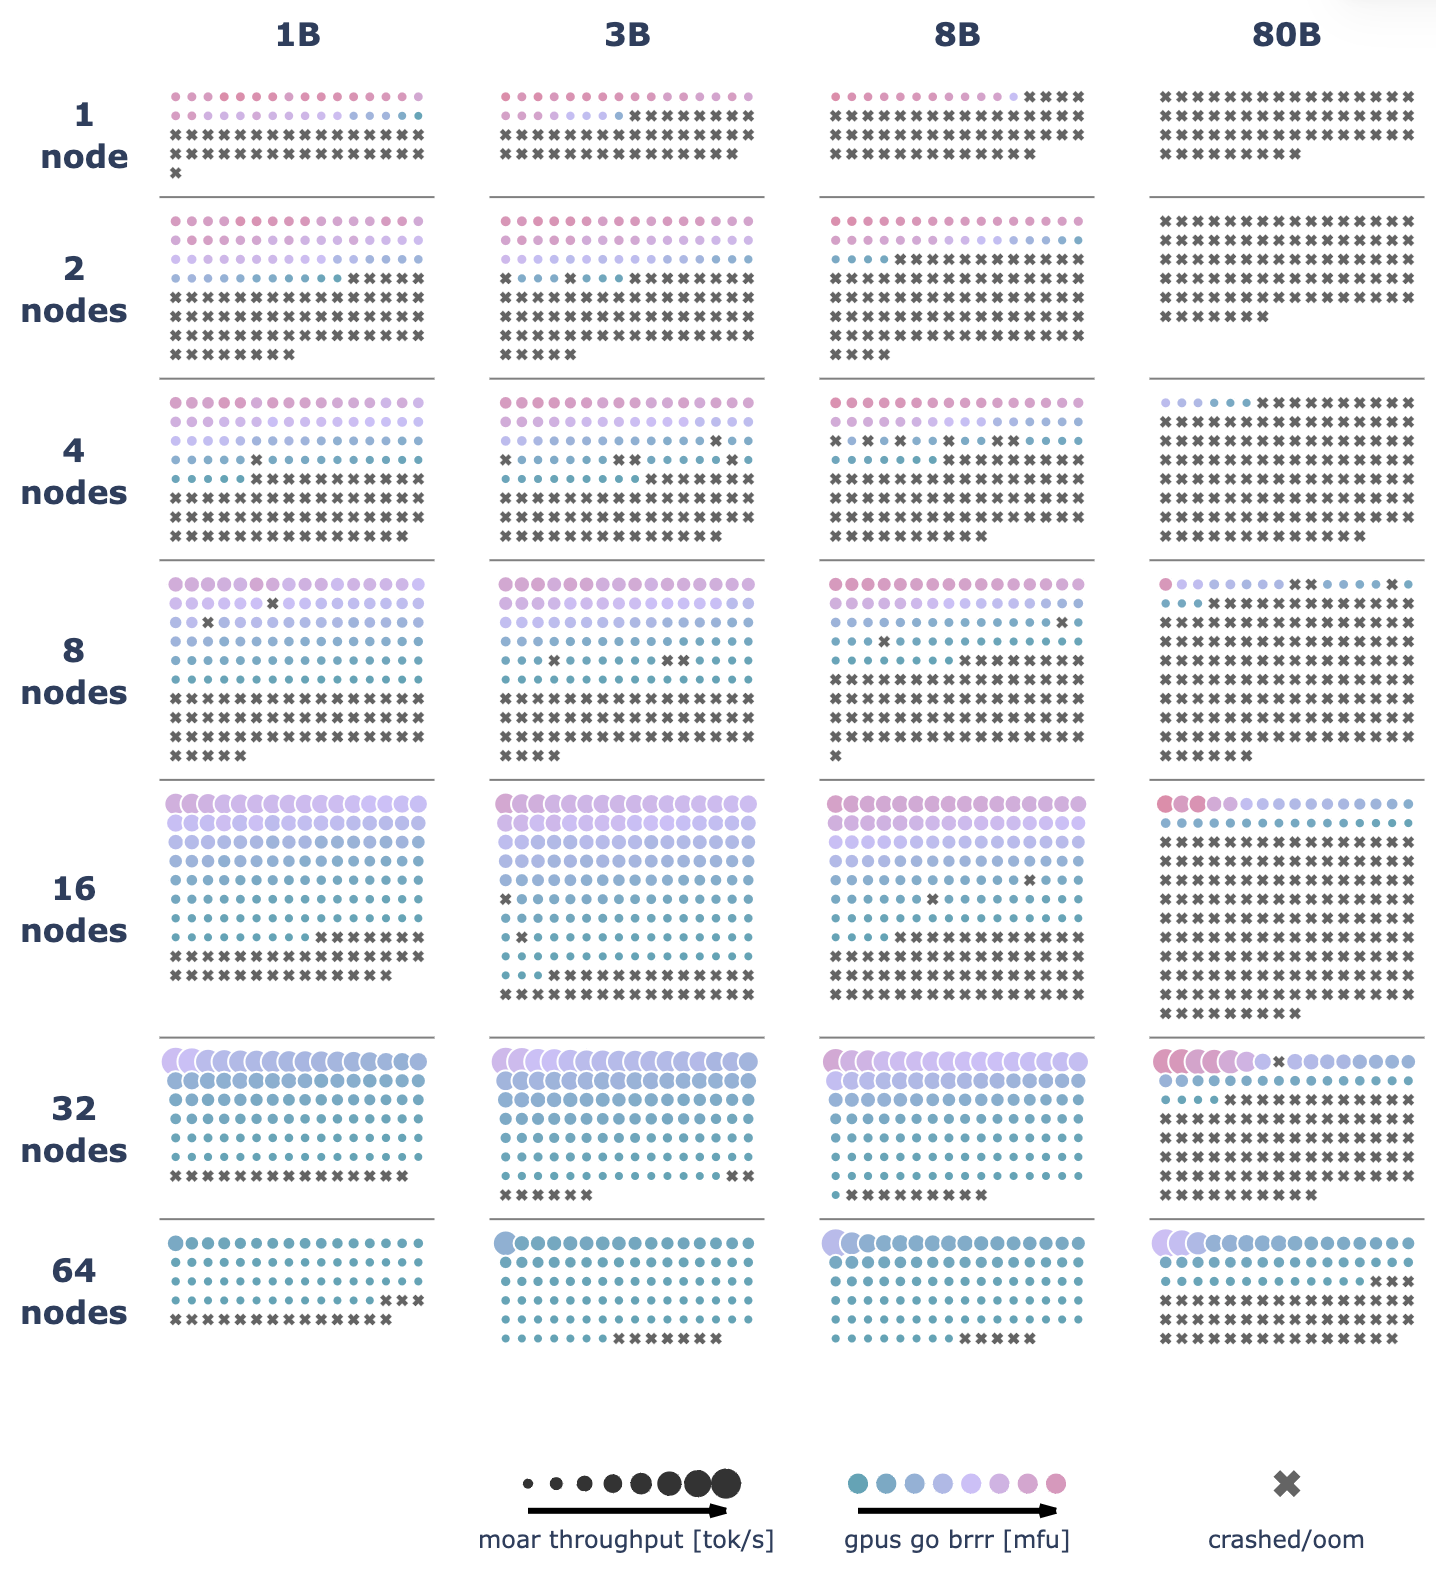 1B
3B
8B
80B
1
node
2
nodes
4
nodes
8
nodes
16
nodes
32
nodes
64
nodes
moar throughput [tok/s]
gpus go brrr [mfu]
crashed/oom